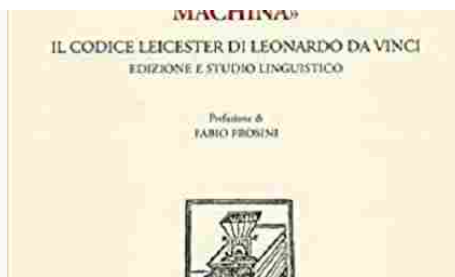 MACHINA»
IL CODICE LEICESTER DI LEONARDO DA VINCI
EDIZIONE E STUDIO LINGUISTICO
Prefazione di
FABIO FROSINI